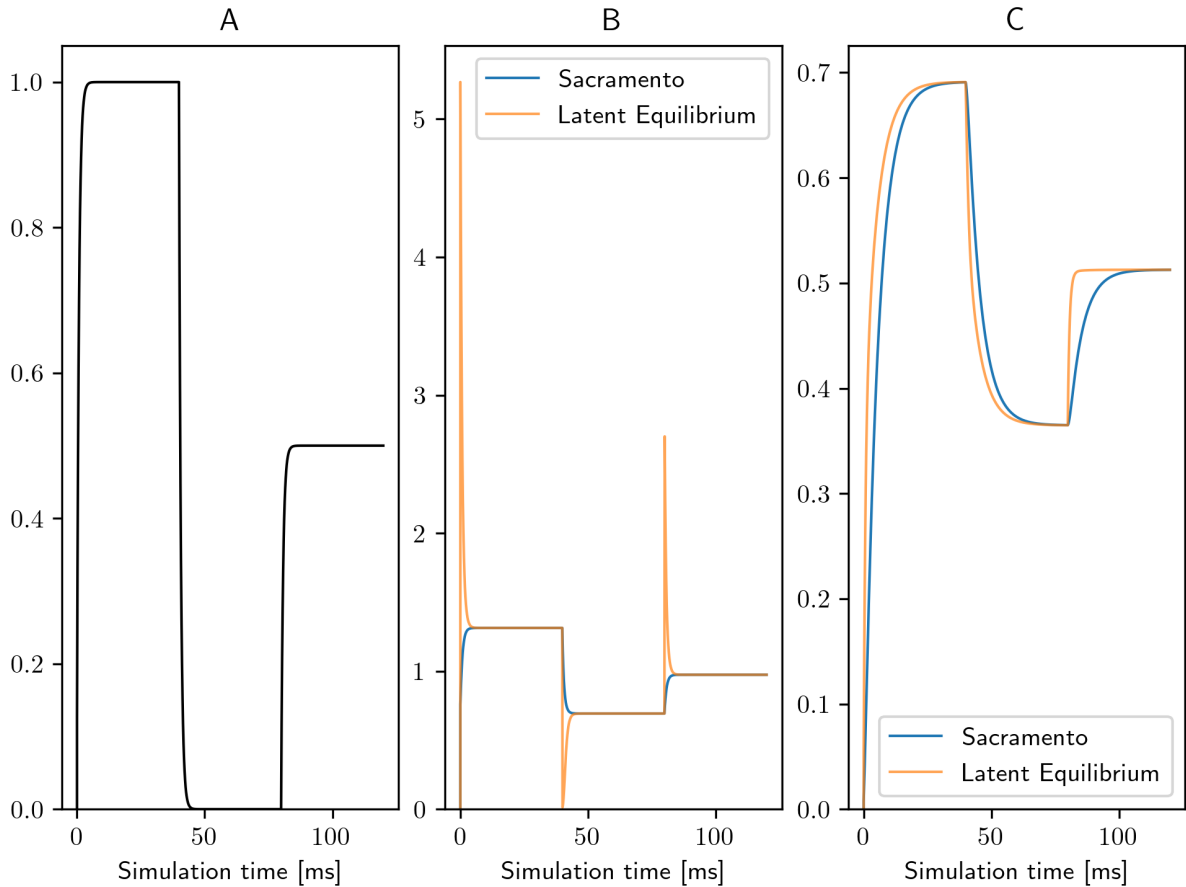 A
1.0
0.8
0.6
0.4
0.2
0.0
0
50
100
Simulation time [ms]
B
Sacramento
Latent Equilibrium
5
4
3
2
1
0
0
50
100
Simulation time [ms]
C
0.7
0.6
0.5
0.4
0.3
0.2
0.1
0.0
Sacramento
Latent Equilibrium
0
50
100
Simulation time [ms]